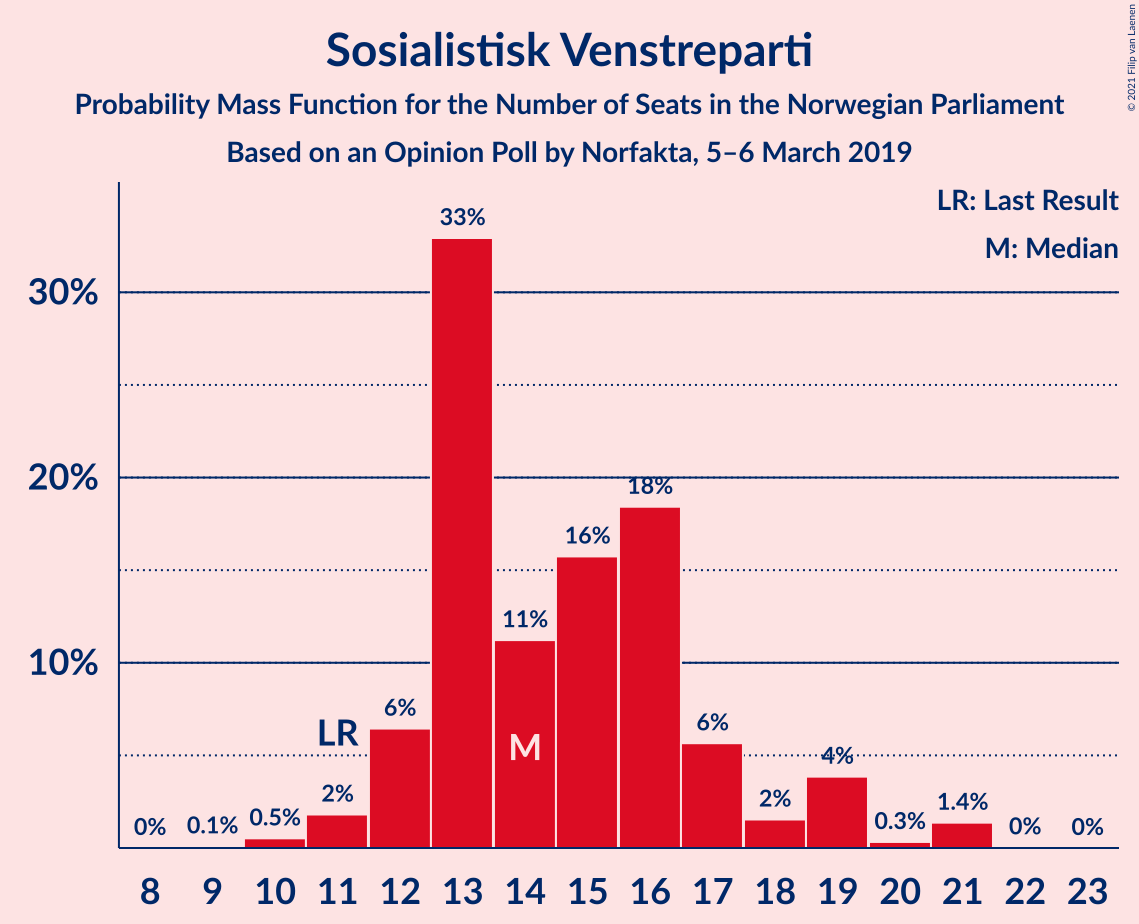 Sosialistisk Venstreparti
Probability Mass Function for the Number of Seats in the Norwegian Parliament
Based on an Opinion Poll by Norfakta, 5–6 March 2019
© 2021 Filip van Laenen
LR: Last Result
M: Median
30%
20%
10%
0%
0.1%
0.5%
2%
LR
6%
33%
11%
M
16%
18%
6%
2%
4%
0.3%
1.4%
0%
0%
8 9 10 11 12 13 14 15 16 17 18 19 20 21 22 23